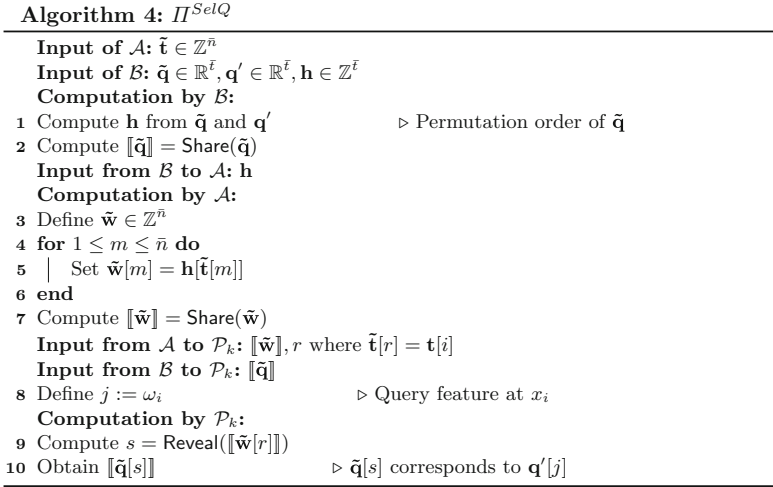 Algorithm 4: Π^SelQ
Input of 𝒜: t̃ ∈ ℤ^n̄
Input of ℬ: q̃ ∈ ℝ^t̄, q′ ∈ ℝ^t̄, h ∈ ℤ^t̄
Computation by ℬ:
1 Compute h from q̃ and q′ ▷ Permutation order of q̃
2 Compute ⟦q̃⟧ = Share(q̃)
Input from ℬ to 𝒜: h
Computation by 𝒜:
3 Define w̃ ∈ ℤ^n̄
4 for 1 ≤ m ≤ n̄ do
5 Set w̃[m] = h[t̃[m]]
6 end
7 Compute ⟦w̃⟧ = Share(w̃)
Input from 𝒜 to 𝒫_k: ⟦w̃⟧, r where t̃[r] = t[i]
Input from ℬ to 𝒫_k: ⟦q̃⟧
8 Define j := ω_i ▷ Query feature at x_i
Computation by 𝒫_k:
9 Compute s = Reveal(⟦w̃[r]⟧)
10 Obtain ⟦q̃[s]⟧ ▷ q̃[s] corresponds to q′[j]